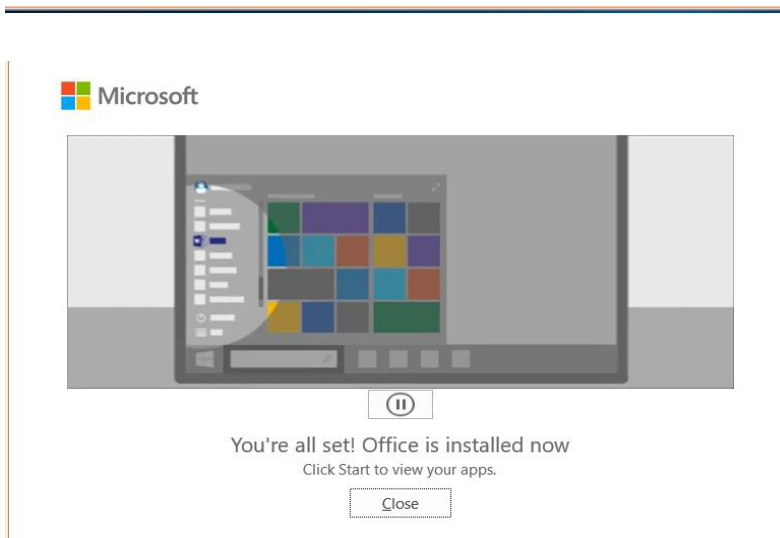 Microsoft
You're all set! Office is installed now
Click Start to view your apps.
Close